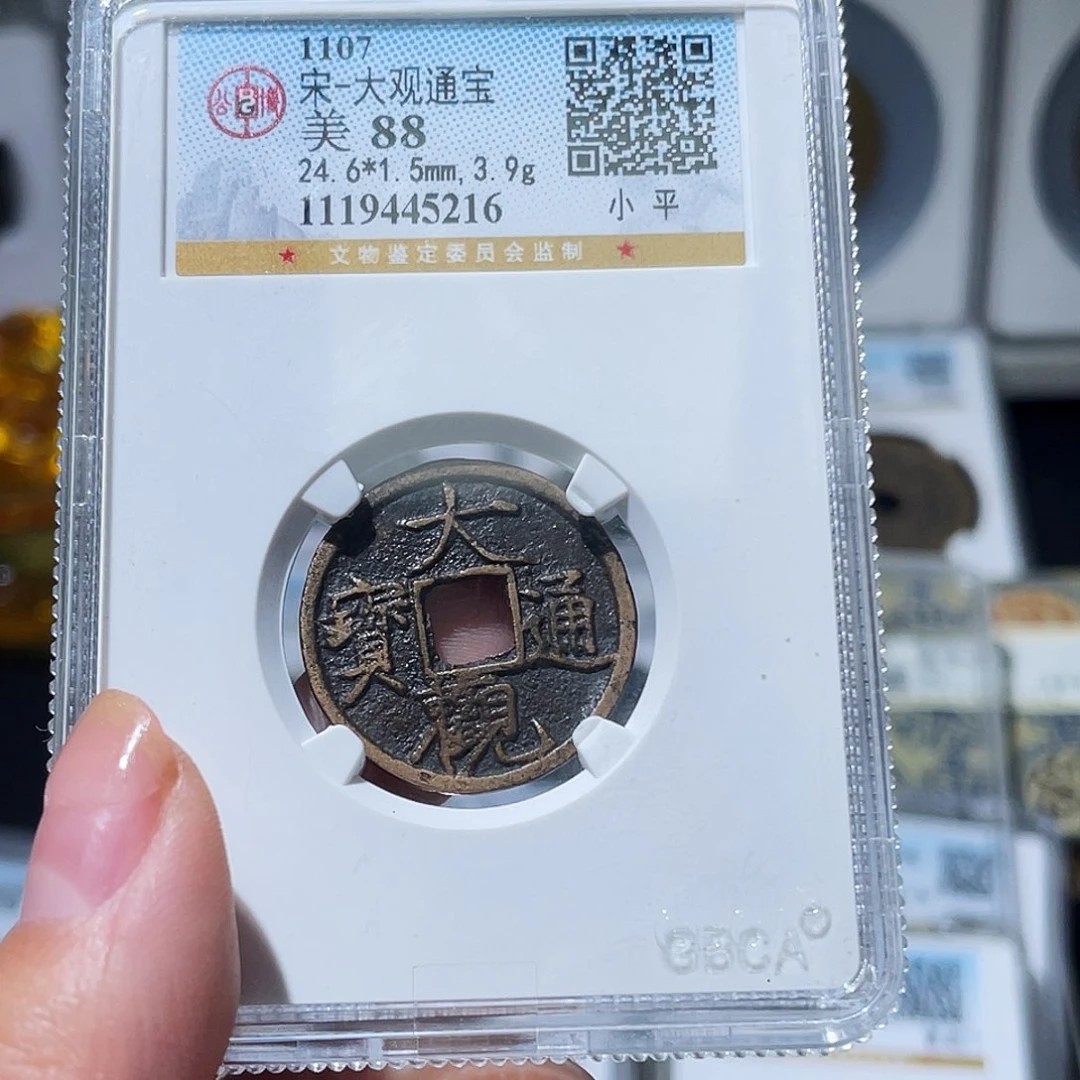 1107
宋-大观通宝
美 88
24.6*1.5mm,3.9g
1119445216
小 平
★ 文物鉴定委员会监制 ★
大
寶 通
觀
GBCA